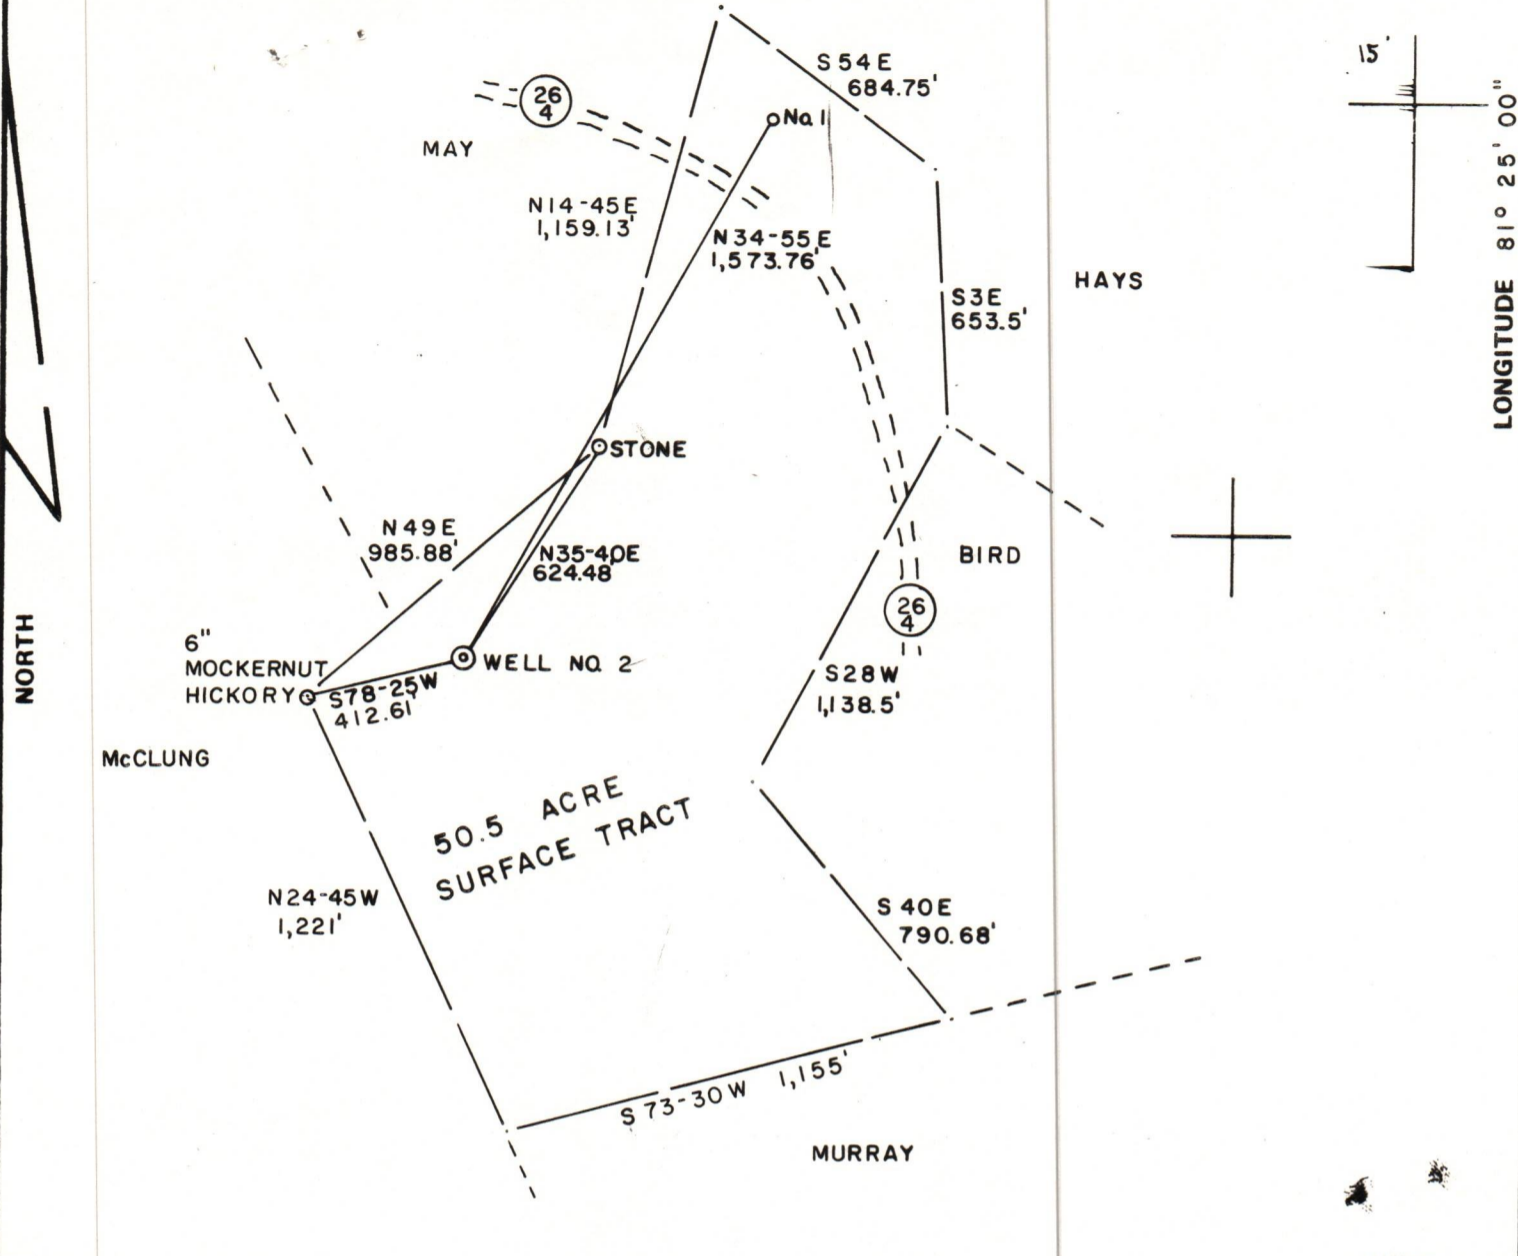 15'
S 54 E
684.75'
26
4
No. 1
MAY
N14-45E
1,159.13'
N34-55E
1,573.76'
HAYS
S3E
653.5'
LONGITUDE 81° 25' 00"
STONE
N49E
985.88'
N35-40E
624.48'
BIRD
26
4
NORTH
6"
MOCKERNUT
HICKORY
WELL NO. 2
S78-25W
412.61'
S28W
1,138.5'
McCLUNG
50.5 ACRE
SURFACE TRACT
N24-45W
1,221'
S 40E
790.68'
S 73-30W 1,155'
MURRAY